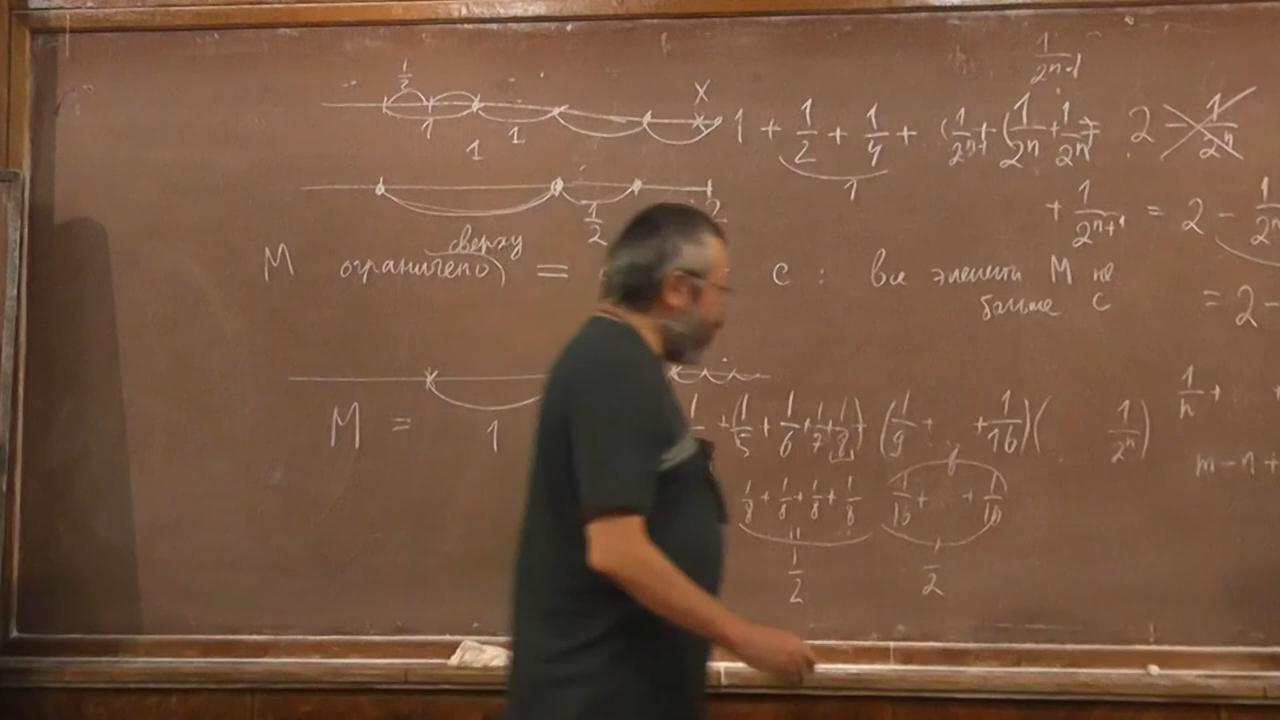 1/2
1 1 x
1
1 + 1/2 + 1/4 + (1/2^{n-1} + (1/2^n + 1/2^n) = 2 - 1/2^n
1/2^{n-1}
1
1/2 2
+ 1/2^{n+1} = 2 - 1/2^n
М ограничено) сверху = с : все элементы М не больше с
= 2 -
М = 1 + (1/5 + 1/6 + 1/7 + 1/8) (1/9 + + 1/16)( 1/2^n)
1/n +
m - n +
1/8 + 1/8 + 1/8 + 1/8 1/16 + + 1/16
1/2 1/2